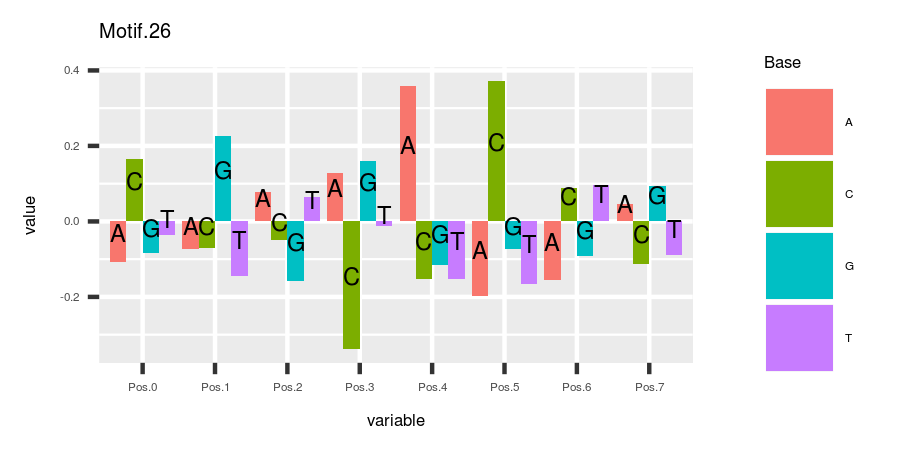 Motif.26
Base
0.4
0.2
0.0
-0.2
value
A C G T A C G T A C G T A C G T A C G T A C G T A C G T A C G T
Pos.0 Pos.1 Pos.2 Pos.3 Pos.4 Pos.5 Pos.6 Pos.7
variable
A
C
G
T